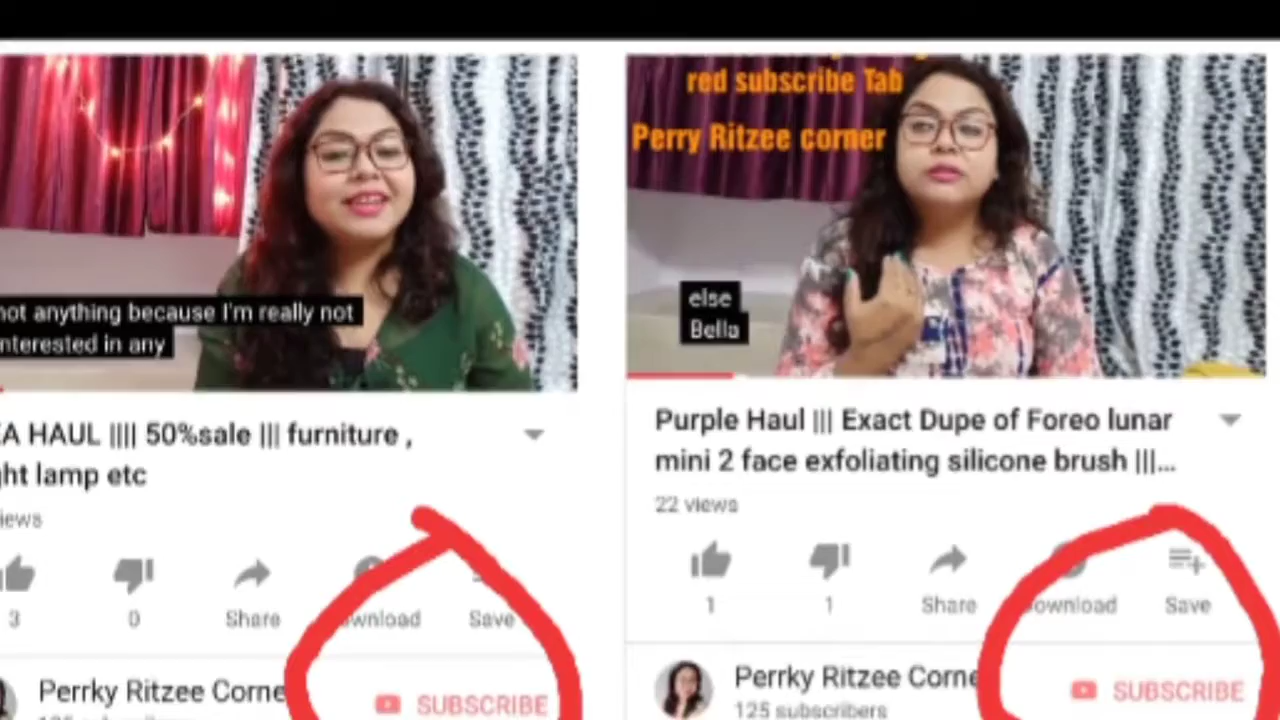 not anything because I'm really not
nterested in any
A HAUL |||| 50%sale ||| furniture ,
ght lamp etc
iews
3
0
Share
wnload
Save
Perrky Ritzee Corne
SUBSCRIBE
red subscribe Tab
Perry Ritzee corner
else
Bella
Purple Haul ||| Exact Dupe of Foreo lunar
mini 2 face exfoliating silicone brush |||...
22 views
1
1
Share
ownload
Save
Perrky Ritzee Corne
SUBSCRIBE
125 subscribers